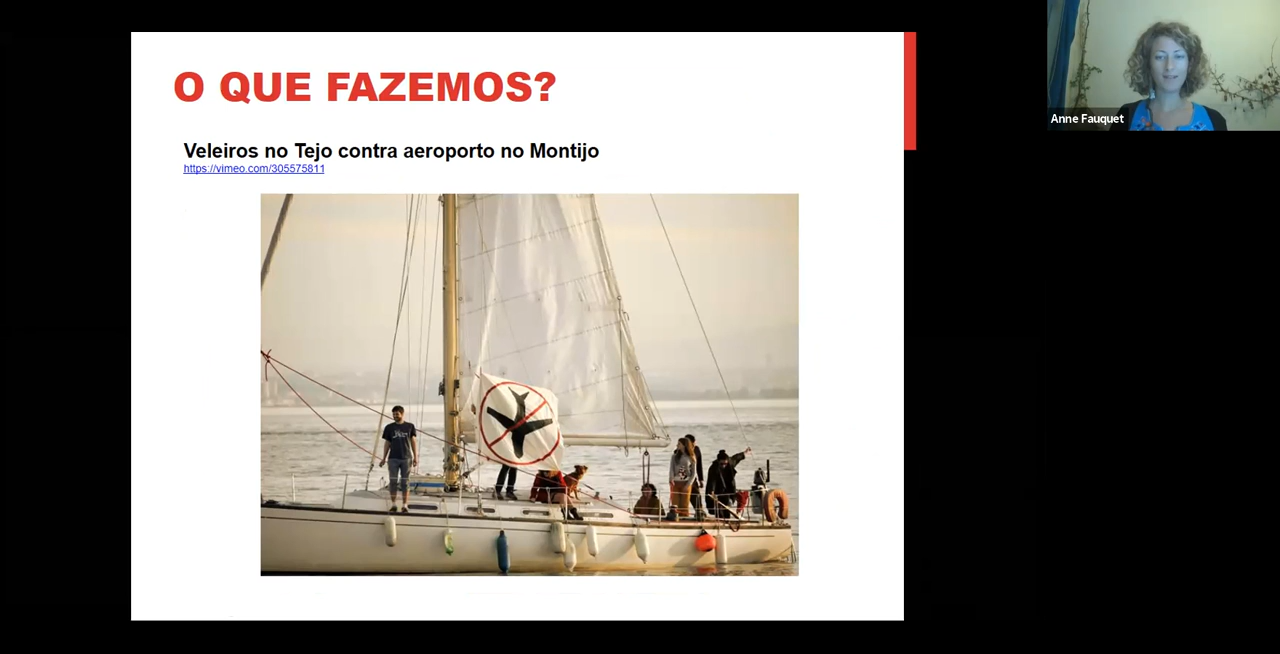 O QUE FAZEMOS?
Veleiros no Tejo contra aeroporto no Montijo
https://vimeo.com/305575811
Anne Fauquet